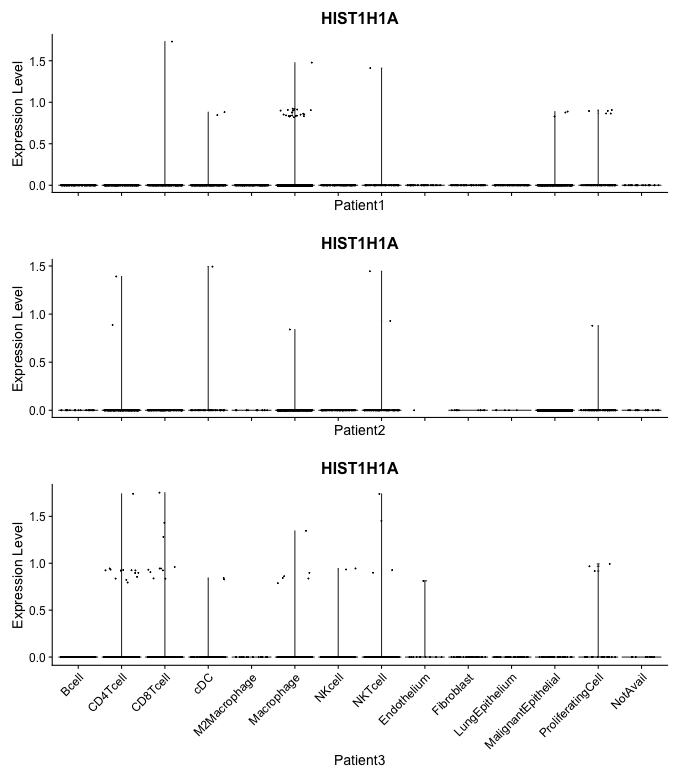 HIST1H1A
Expression Level
1.5
1.0
0.5
0.0
Patient1
HIST1H1A
Expression Level
1.5
1.0
0.5
0.0
Patient2
HIST1H1A
Expression Level
1.5
1.0
0.5
0.0
Bcell
CD4Tcell
CD8Tcell
cDC
M2Macrophage
Macrophage
NKcell
NKTcell
Endothelium
Fibroblast
LungEpithelium
MalignantEpithelial
ProliferatingCell
NotAvail
Patient3